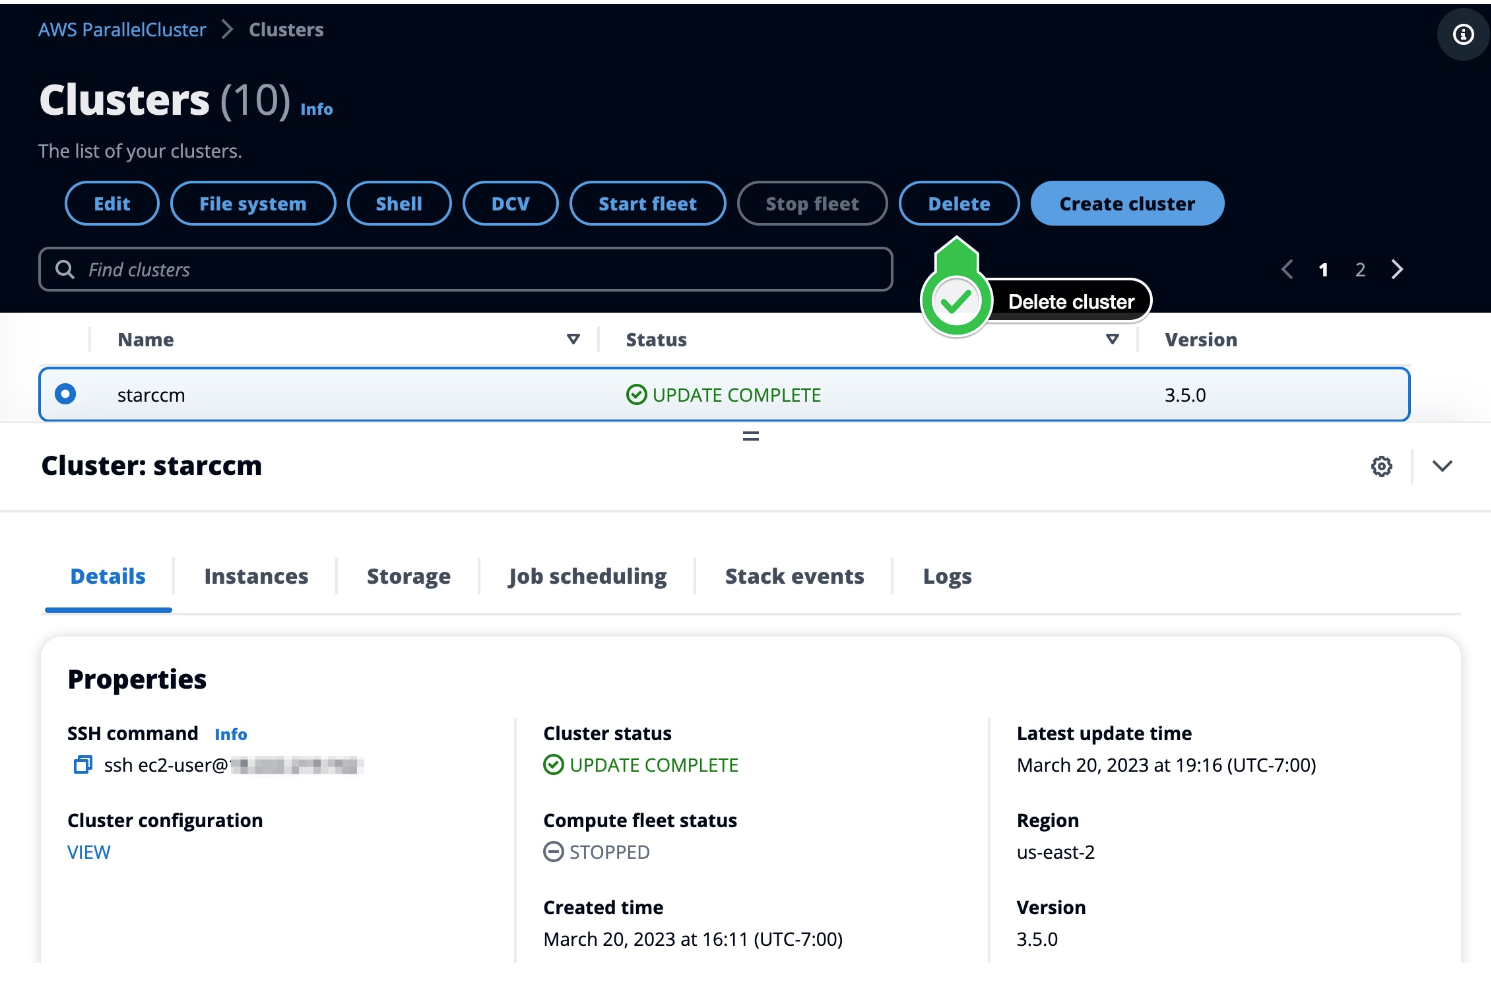 AWS ParallelCluster > Clusters
Clusters (10) Info
The list of your clusters.
Edit File system Shell DCV Start fleet Stop fleet Delete Create cluster
Find clusters 1 2
Delete cluster
Name Status Version
starccm UPDATE COMPLETE 3.5.0
Cluster: starccm
Details Instances Storage Job scheduling Stack events Logs
Properties
SSH command Info
ssh ec2-user@
Cluster configuration
VIEW
Cluster status
UPDATE COMPLETE
Compute fleet status
STOPPED
Created time
March 20, 2023 at 16:11 (UTC-7:00)
Latest update time
March 20, 2023 at 19:16 (UTC-7:00)
Region
us-east-2
Version
3.5.0